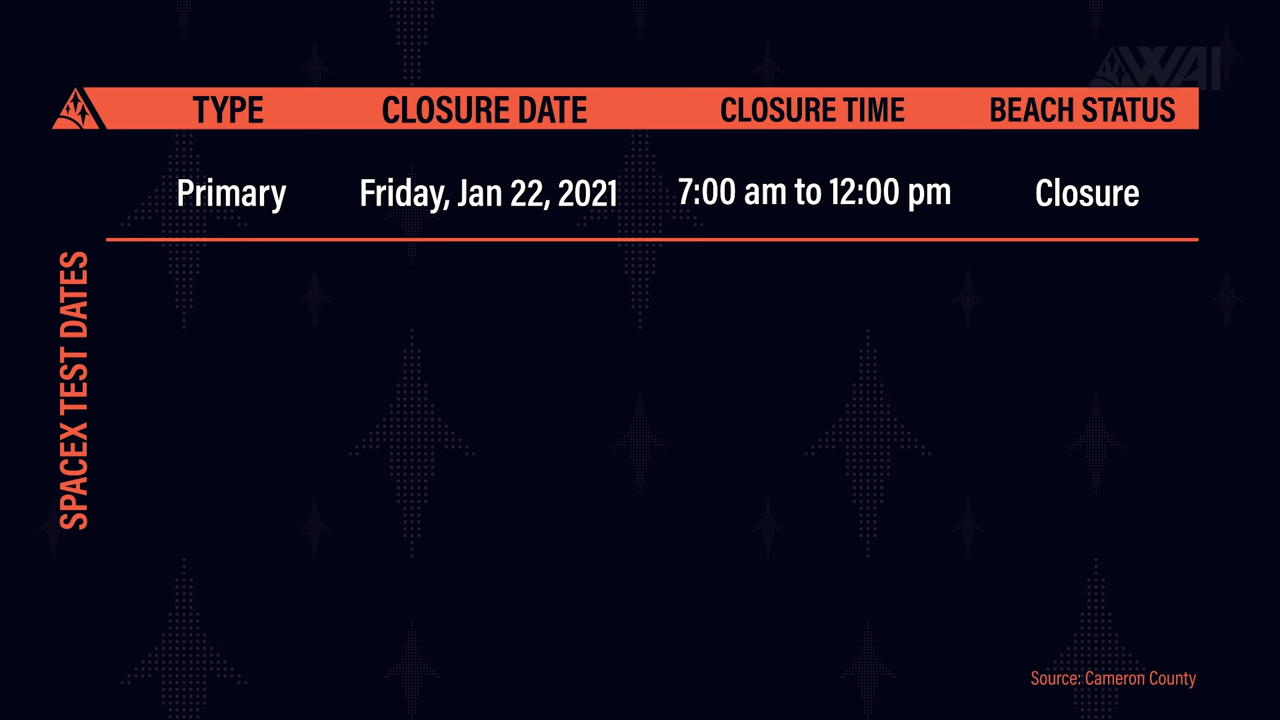 WAI
TYPE CLOSURE DATE CLOSURE TIME BEACH STATUS
Primary Friday, Jan 22, 2021 7:00 am to 12:00 pm Closure
SPACEX TEST DATES
Source: Cameron County